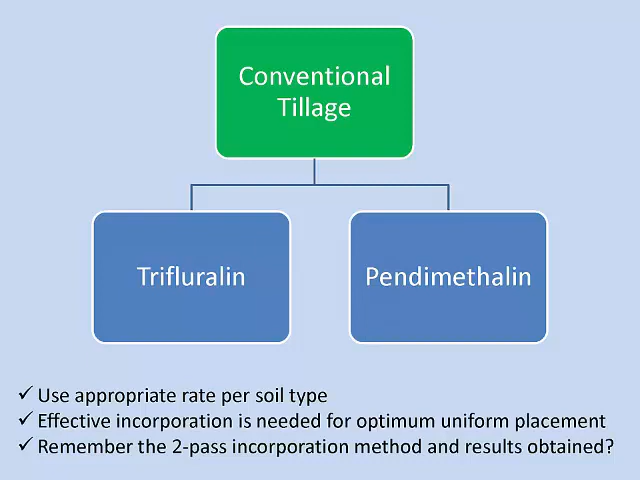 Conventional
Tillage
Trifluralin
Pendimethalin
✓ Use appropriate rate per soil type
✓ Effective incorporation is needed for optimum uniform placement
✓ Remember the 2-pass incorporation method and results obtained?